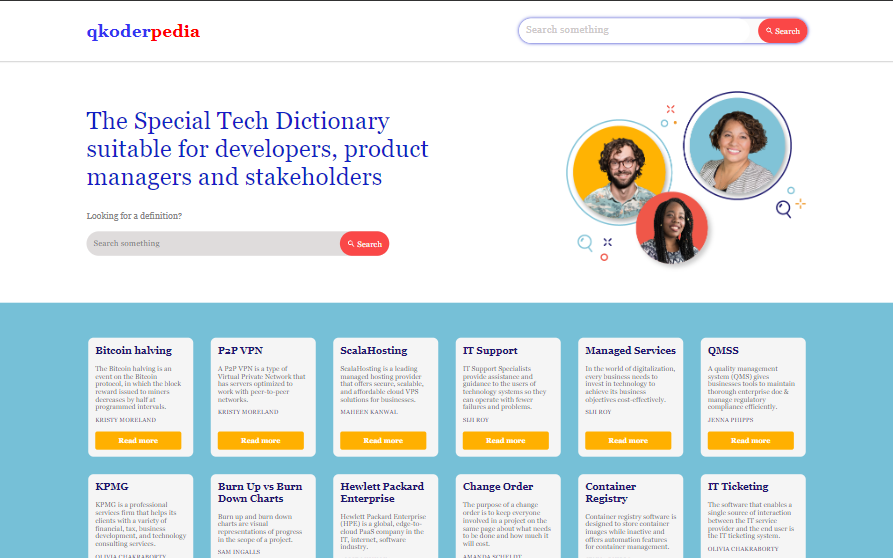 qkoderpedia
Search something
Search
The Special Tech Dictionary
suitable for developers, product
managers and stakeholders
Looking for a definition?
Search something
Search
Bitcoin halving
The Bitcoin halving is an
event on the Bitcoin
protocol, in which the block
reward issued to miners
decreases by half at
programmed intervals.
KRISTY MORELAND
Read more
P2P VPN
A P2P VPN is a type of
Virtual Private Network that
has servers optimized to
work with peer-to-peer
networks.
KRISTY MORELAND
Read more
ScalaHosting
ScalaHosting is a leading
managed hosting provider
that offers secure, scalable,
and affordable cloud VPS
solutions for businesses.
MAHEEN KANWAL
Read more
IT Support
IT Support Specialists
provide assistance and
guidance to the users of
technology systems so they
can operate with fewer
failures and problems.
SIJI ROY
Read more
Managed Services
In the world of digitalization,
every business needs to
invest in technology to
achieve its business
objectives cost-effectively.
SIJI ROY
Read more
QMSS
A quality management
system (QMS) gives
businesses tools to maintain
thorough enterprise doc &
manage regulatory
compliance efficiently.
JENNA PHIPPS
Read more
KPMG
KPMG is a professional
services firm that helps its
clients with a variety of
financial, tax, business
development, and technology
consulting services.
OLIVIA CHAKRABORTY
Burn Up vs Burn
Down Charts
Burn up and burn down
charts are visual
representations of progress
in the scope of a project.
SAM INGALLS
Hewlett Packard
Enterprise
Hewlett Packard Enterprise
(HPE) is a global, edge-to-
cloud PaaS company in the
IT, internet, software
industry.
Change Order
The purpose of a change
order is to keep everyone
involved in a project on the
same page about what needs
to be done and how much it
will cost.
AMANDA SCHELDT
Container
Registry
Container registry software is
designed to store container
images while inactive and
offers automation features
for container management.
IT Ticketing
The software that enables a
single source of interaction
between the IT service
provider and the end user is
the IT ticketing system.
OLIVIA CHAKRABORTY